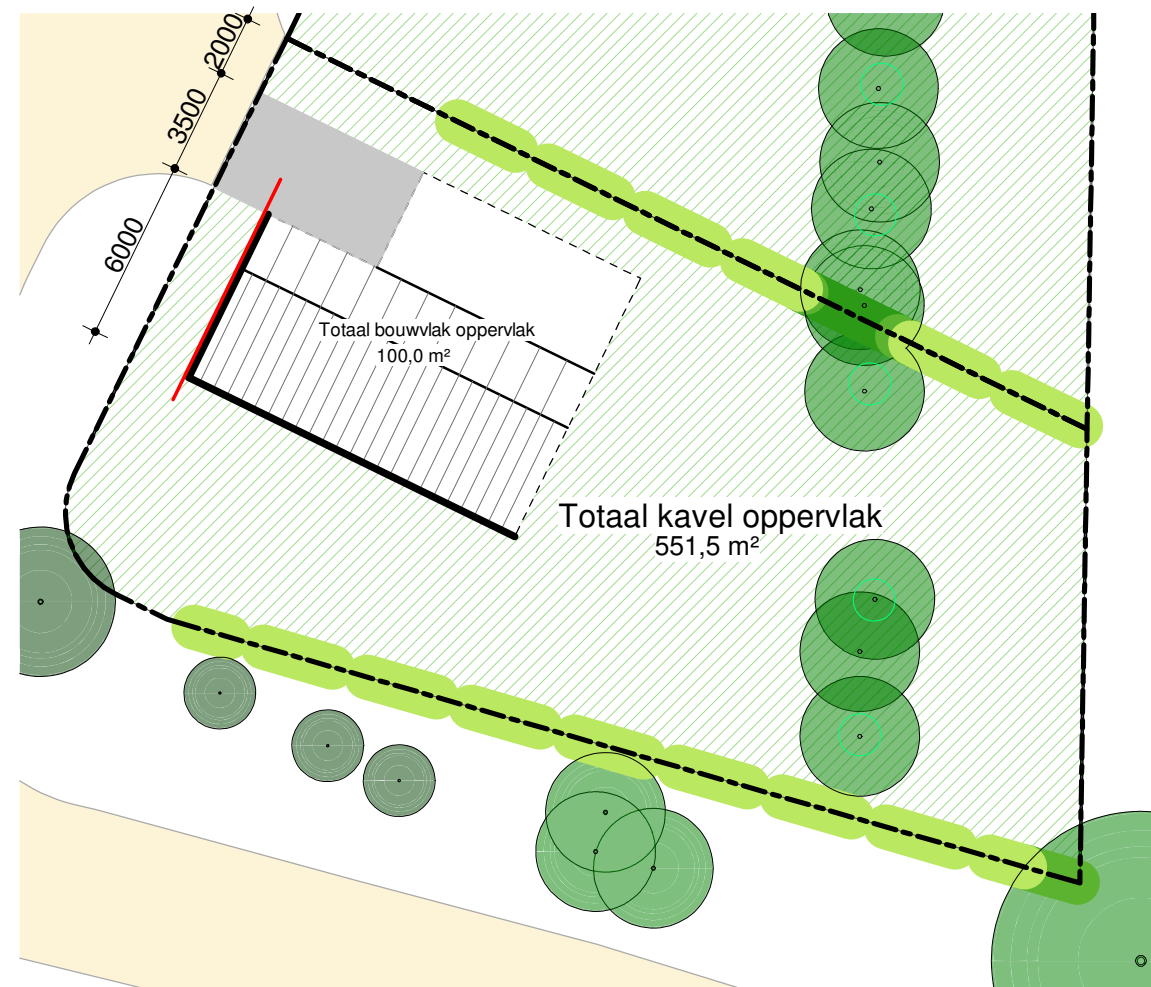 2000
3500
6000
Totaal bouwvlak oppervlak
100,0 m²
Totaal kavel oppervlak
551,5 m²